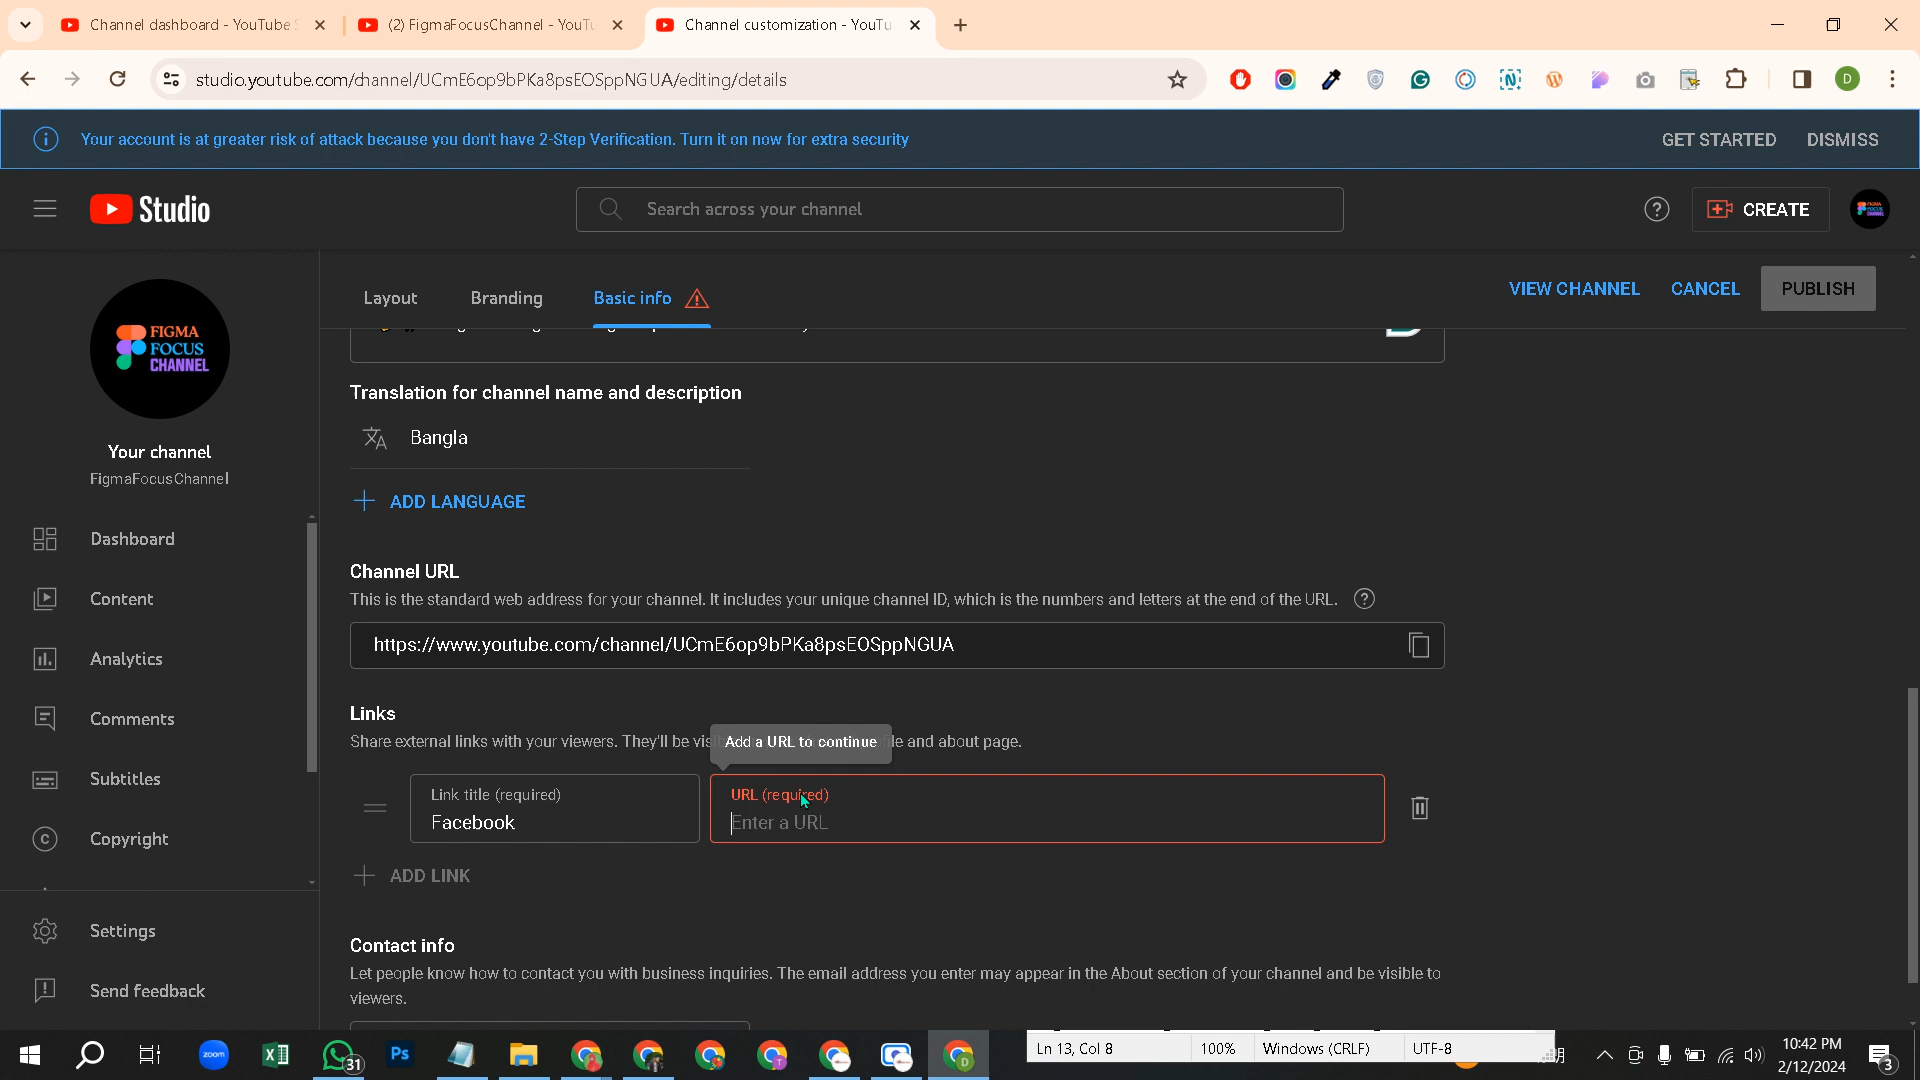 Channel dashboard - YouTube S
(2) FigmaFocusChannel - YouTu
Channel customization - YouTu
studio.youtube.com/channel/UCmE6op9bPKa8psEOSppNGUA/editing/details
D
Your account is at greater risk of attack because you don't have 2-Step Verification. Turn it on now for extra security
GET STARTED
DISMISS
Studio
Search across your channel
CREATE
FIGMA
FOCUS
CHANNEL
Layout
Branding
Basic info
VIEW CHANNEL
CANCEL
PUBLISH
FIGMA
FOCUS
CHANNEL
Your channel
FigmaFocusChannel
Dashboard
Content
Analytics
Comments
Subtitles
Copyright
Settings
Send feedback
Translation for channel name and description
Bangla
ADD LANGUAGE
Channel URL
This is the standard web address for your channel. It includes your unique channel ID, which is the numbers and letters at the end of the URL.
https://www.youtube.com/channel/UCmE6op9bPKa8psEOSppNGUA
Links
Share external links with your viewers. They'll be vis
Add a URL to continue
le and about page.
Link title (required)
Facebook
URL (required)
Enter a URL
ADD LINK
Contact info
Let people know how to contact you with business inquiries. The email address you enter may appear in the About section of your channel and be visible to
viewers.
zoom
31
Ps
Ln 13, Col 8
100%
Windows (CRLF)
UTF-8
10:42 PM
2/12/2024
3